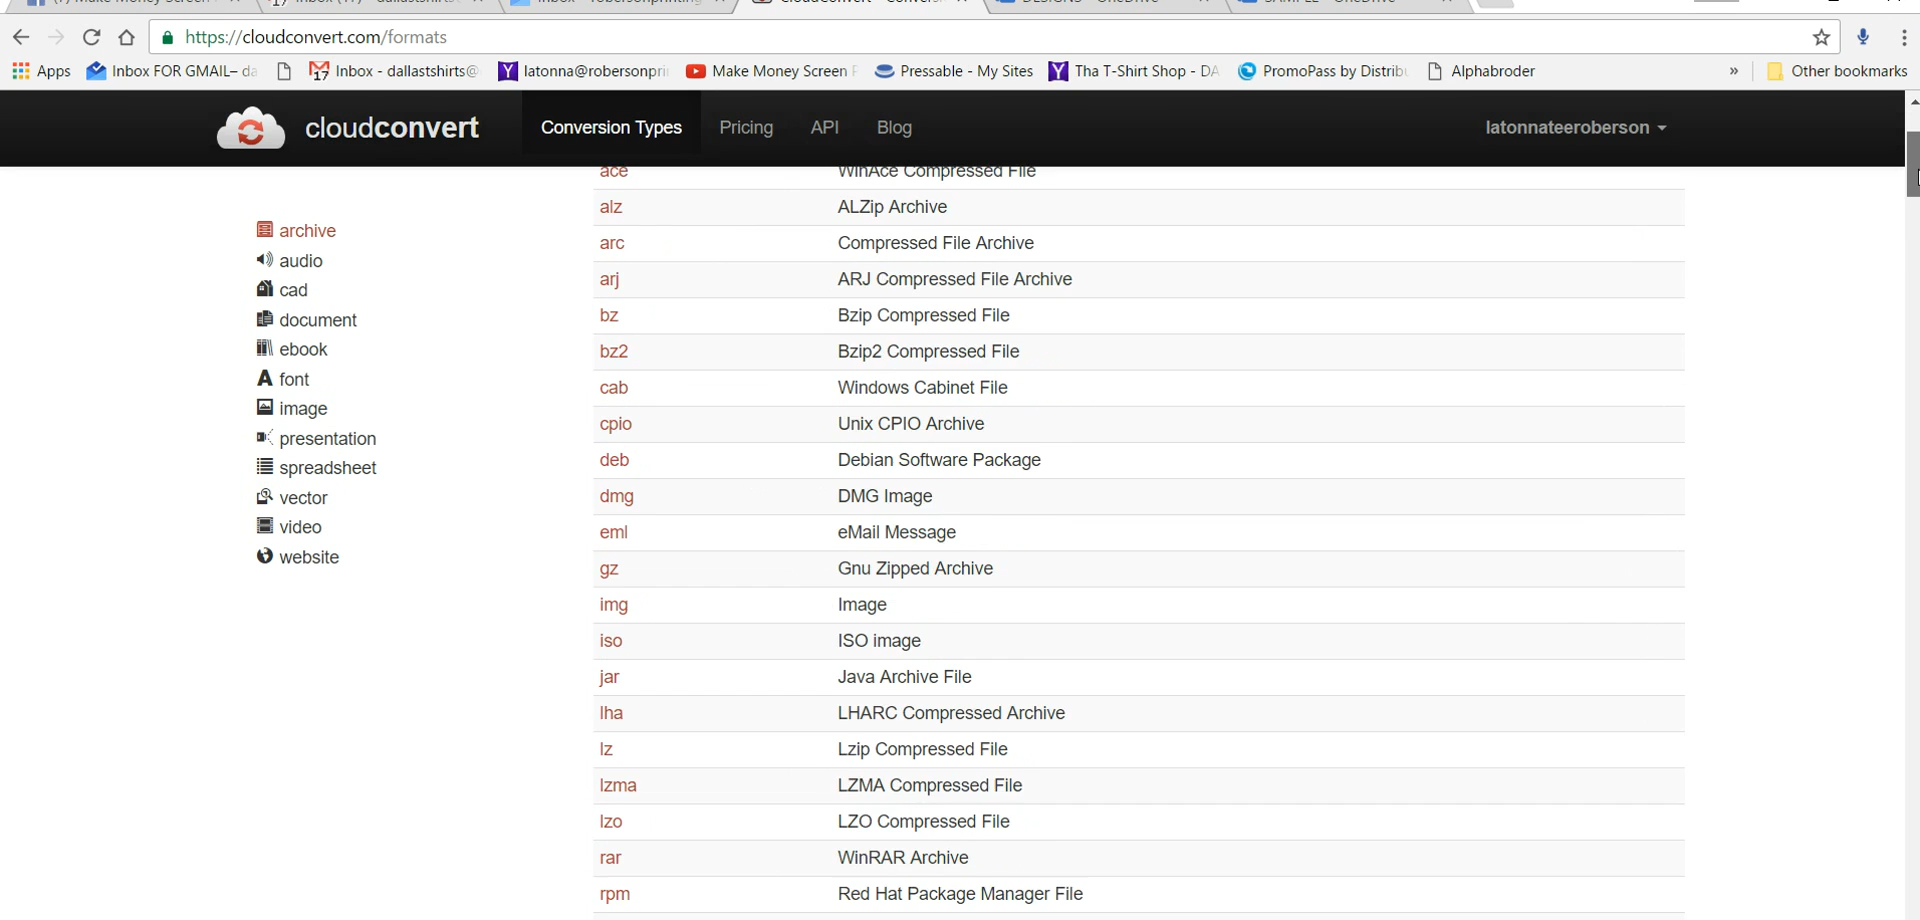 https://cloudconvert.com/formats
Apps
Inbox FOR GMAIL– da
Inbox - dallastshirts@
latonna@robersonpri
Make Money Screen P
Pressable - My Sites
Tha T-Shirt Shop - DA
PromoPass by Distrib
Alphabroder
»
Other bookmarks
cloudconvert
Conversion Types
Pricing
API
Blog
latonnateeroberson
archive
audio
cad
document
ebook
font
image
presentation
spreadsheet
vector
video
website
ace WinAce Compressed File
alz ALZip Archive
arc Compressed File Archive
arj ARJ Compressed File Archive
bz Bzip Compressed File
bz2 Bzip2 Compressed File
cab Windows Cabinet File
cpio Unix CPIO Archive
deb Debian Software Package
dmg DMG Image
eml eMail Message
gz Gnu Zipped Archive
img Image
iso ISO image
jar Java Archive File
lha LHARC Compressed Archive
lz Lzip Compressed File
lzma LZMA Compressed File
lzo LZO Compressed File
rar WinRAR Archive
rpm Red Hat Package Manager File